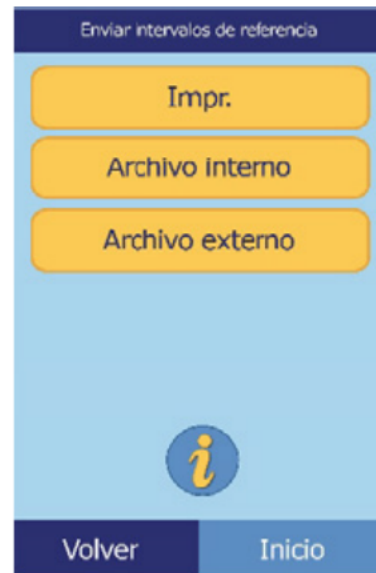 Enviar intervalos de referencia
Impr.
Archivo interno
Archivo externo
i
Volver
Inicio